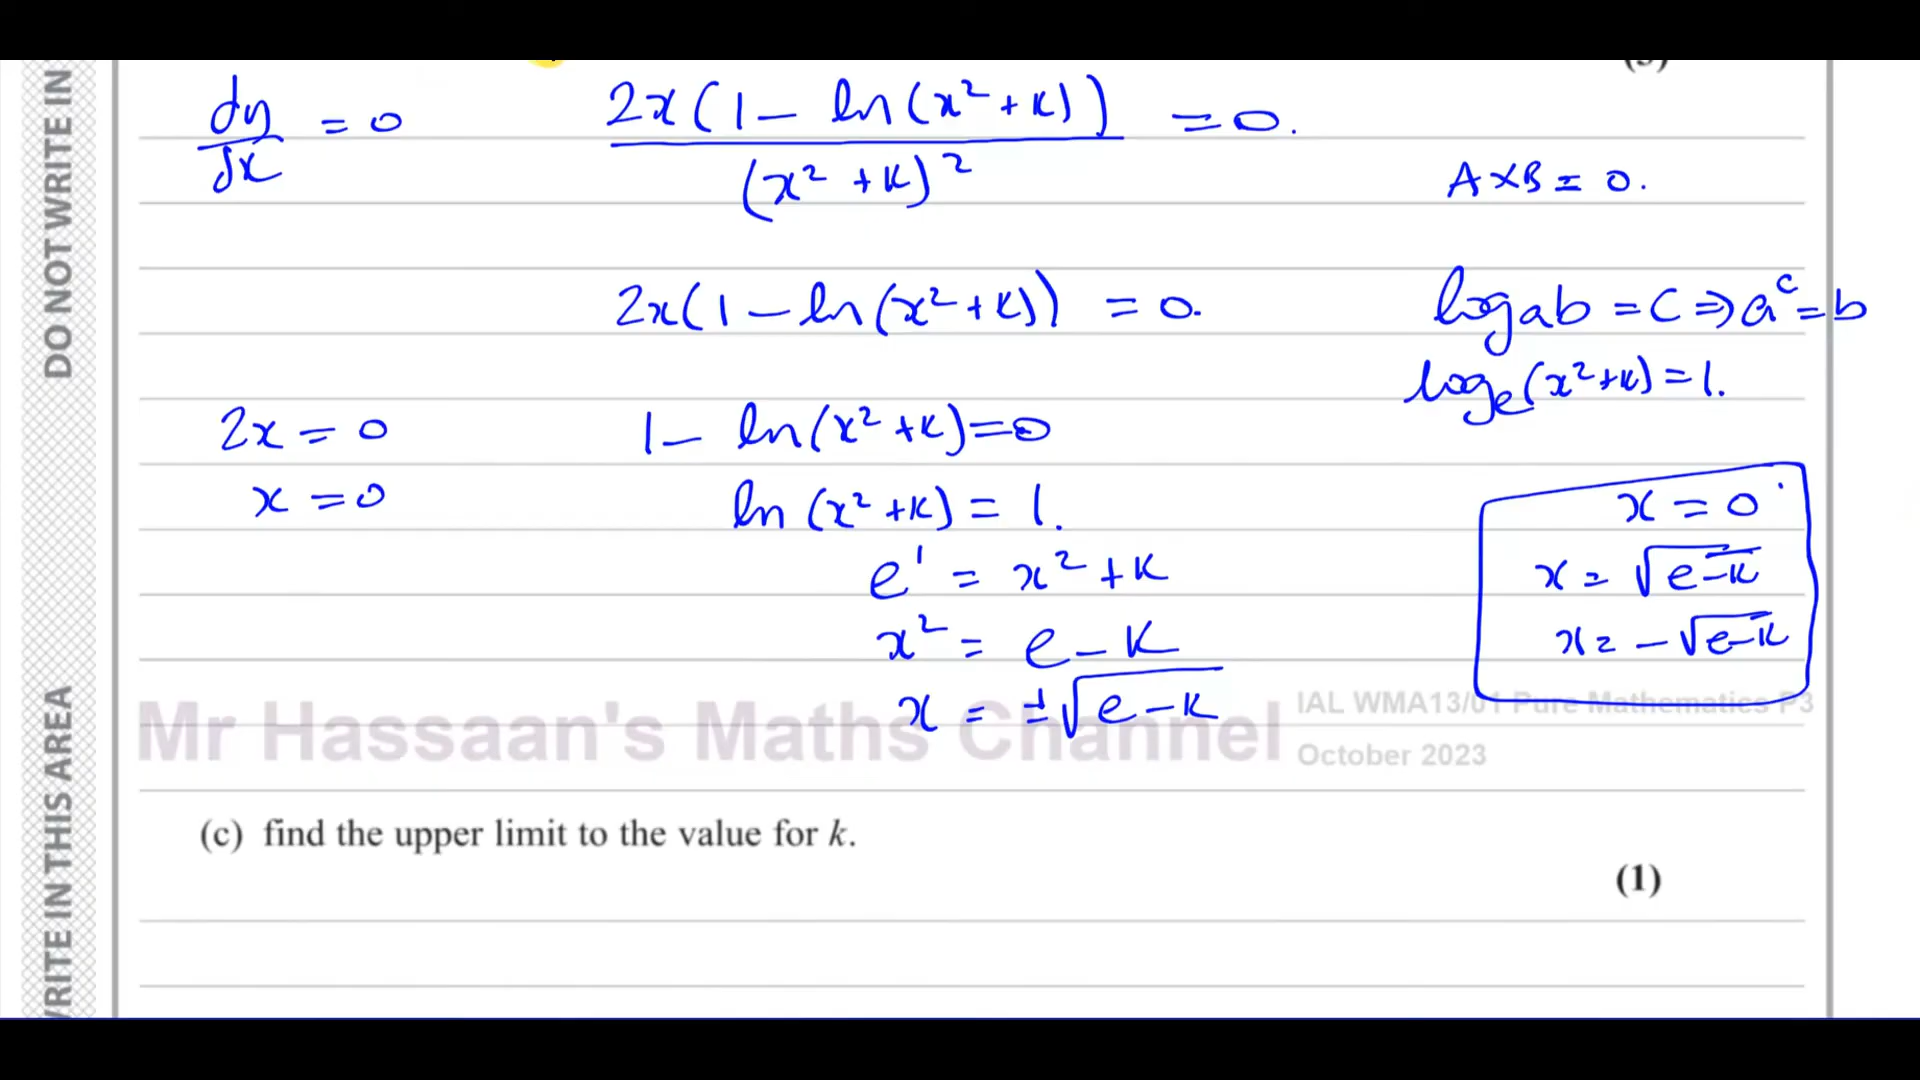 (3)
dy/dx = 0    2x(1 - ln(x² + k)) / (x² + k)² = 0.
A × B = 0.
2x(1 - ln(x² + k)) = 0.    log_a b = c ⇒ a^c = b
log_e(x² + k) = 1.
2x = 0    1 - ln(x² + k) = 0
x = 0    ln(x² + k) = 1.    x = 0
e¹ = x² + k    x = √(e - k)
x² = e - k    x = -√(e - k)
x = ±√(e - k)
IAL WMA13/01 Pure Mathematics P3
Mr Hassaan's Maths Channel
October 2023
(c) find the upper limit to the value for k.
(1)
DO NOT WRITE IN
WRITE IN THIS AREA